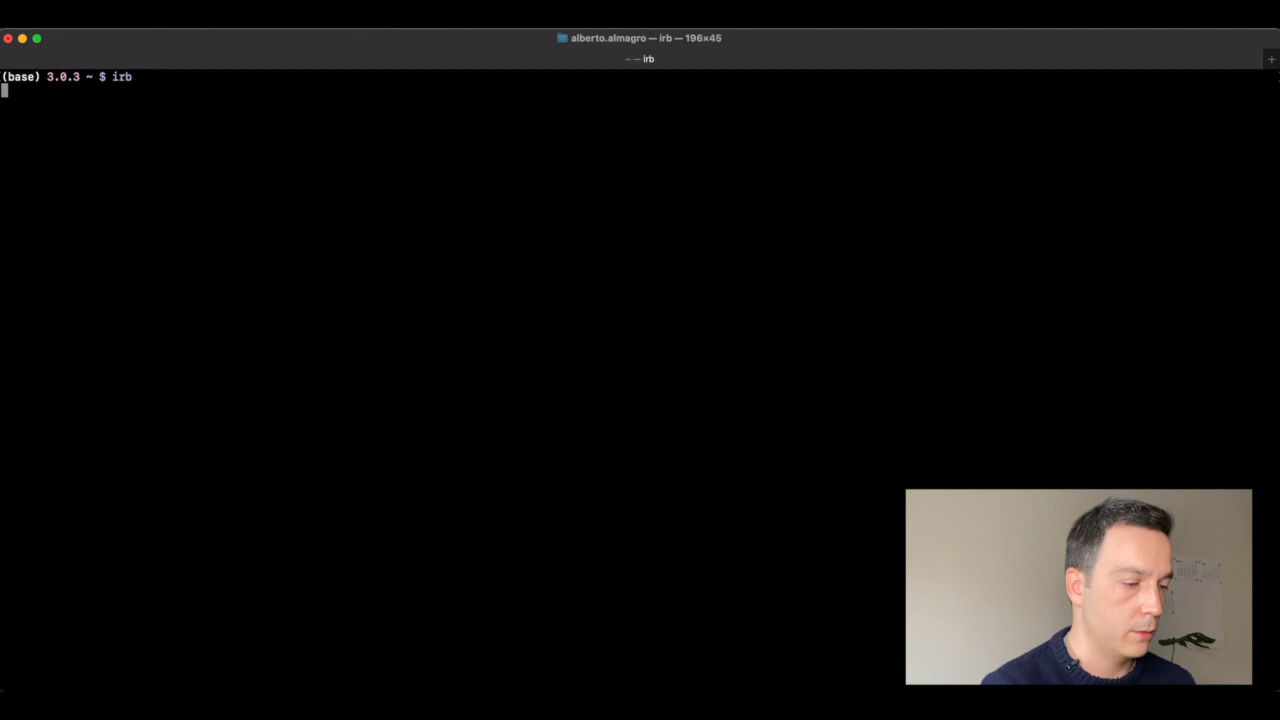 alberto.almagro — irb — 196×45
~ — irb
(base) 3.0.3 ~ $ irb